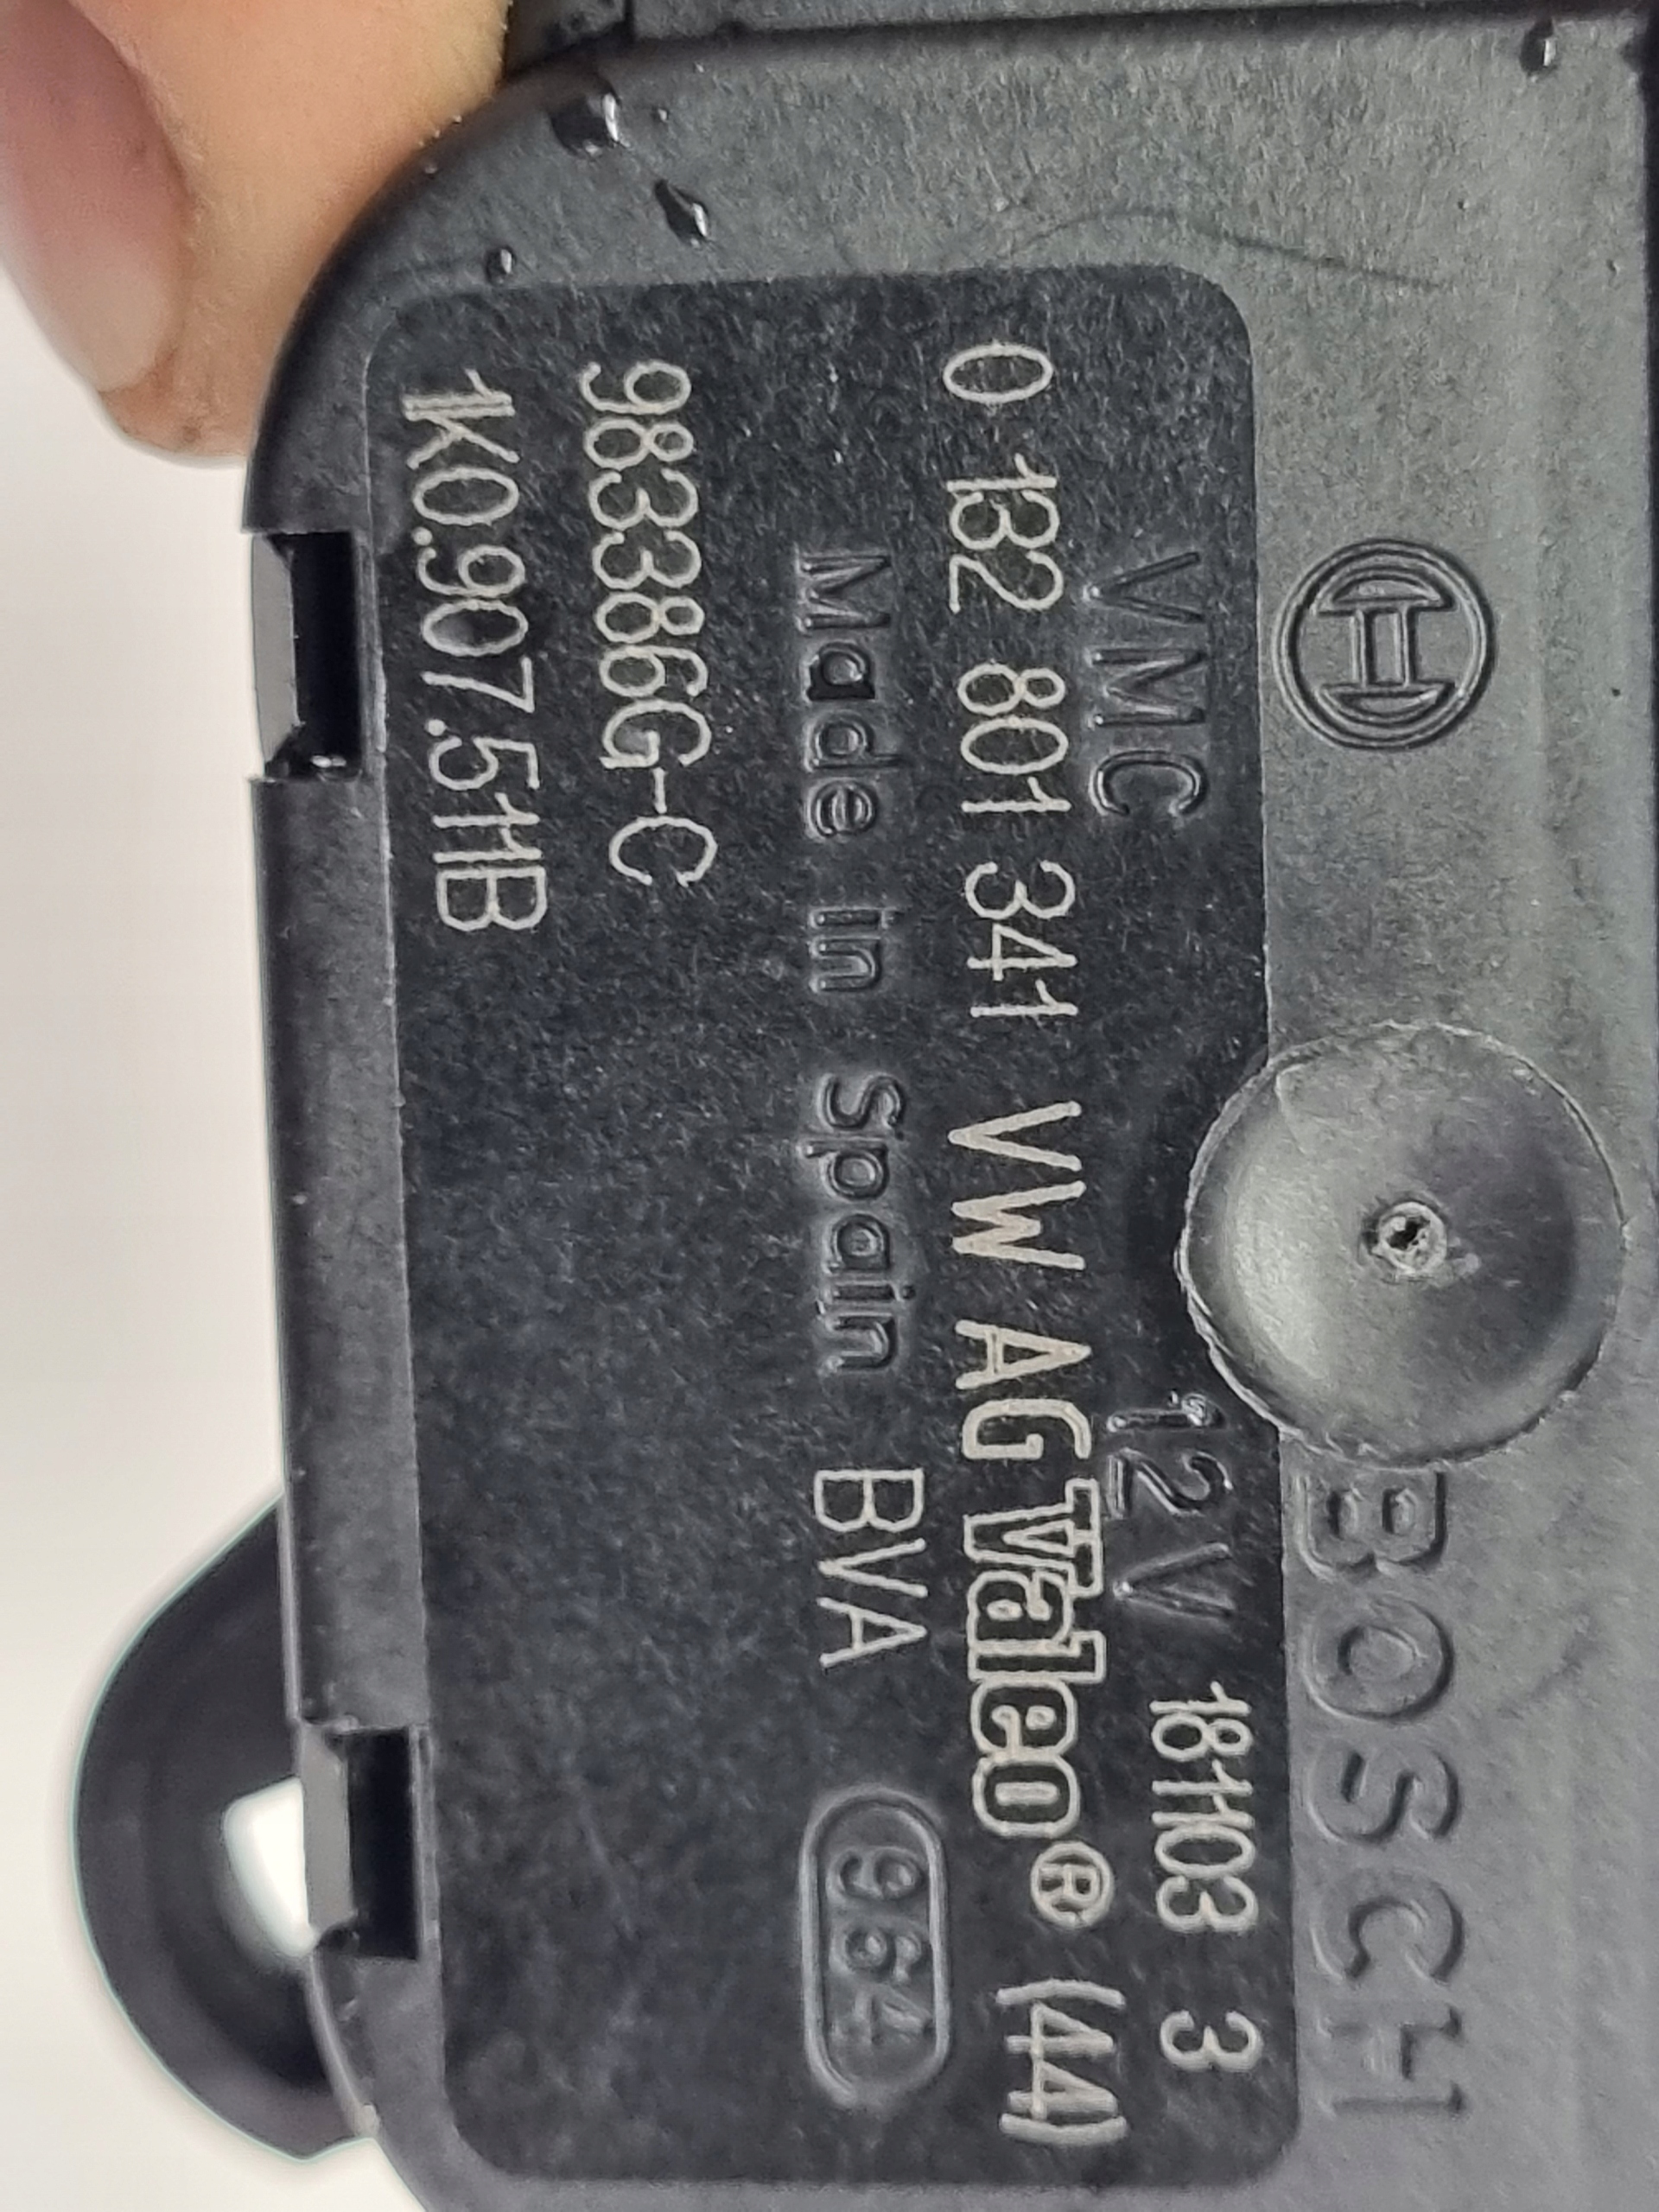 BOSCH
VMC 12V 181103 3
0 132 801 341 VW AG Valeo® (44)
Made in Spain BVA 964
98386G-C
1K0.907.511B